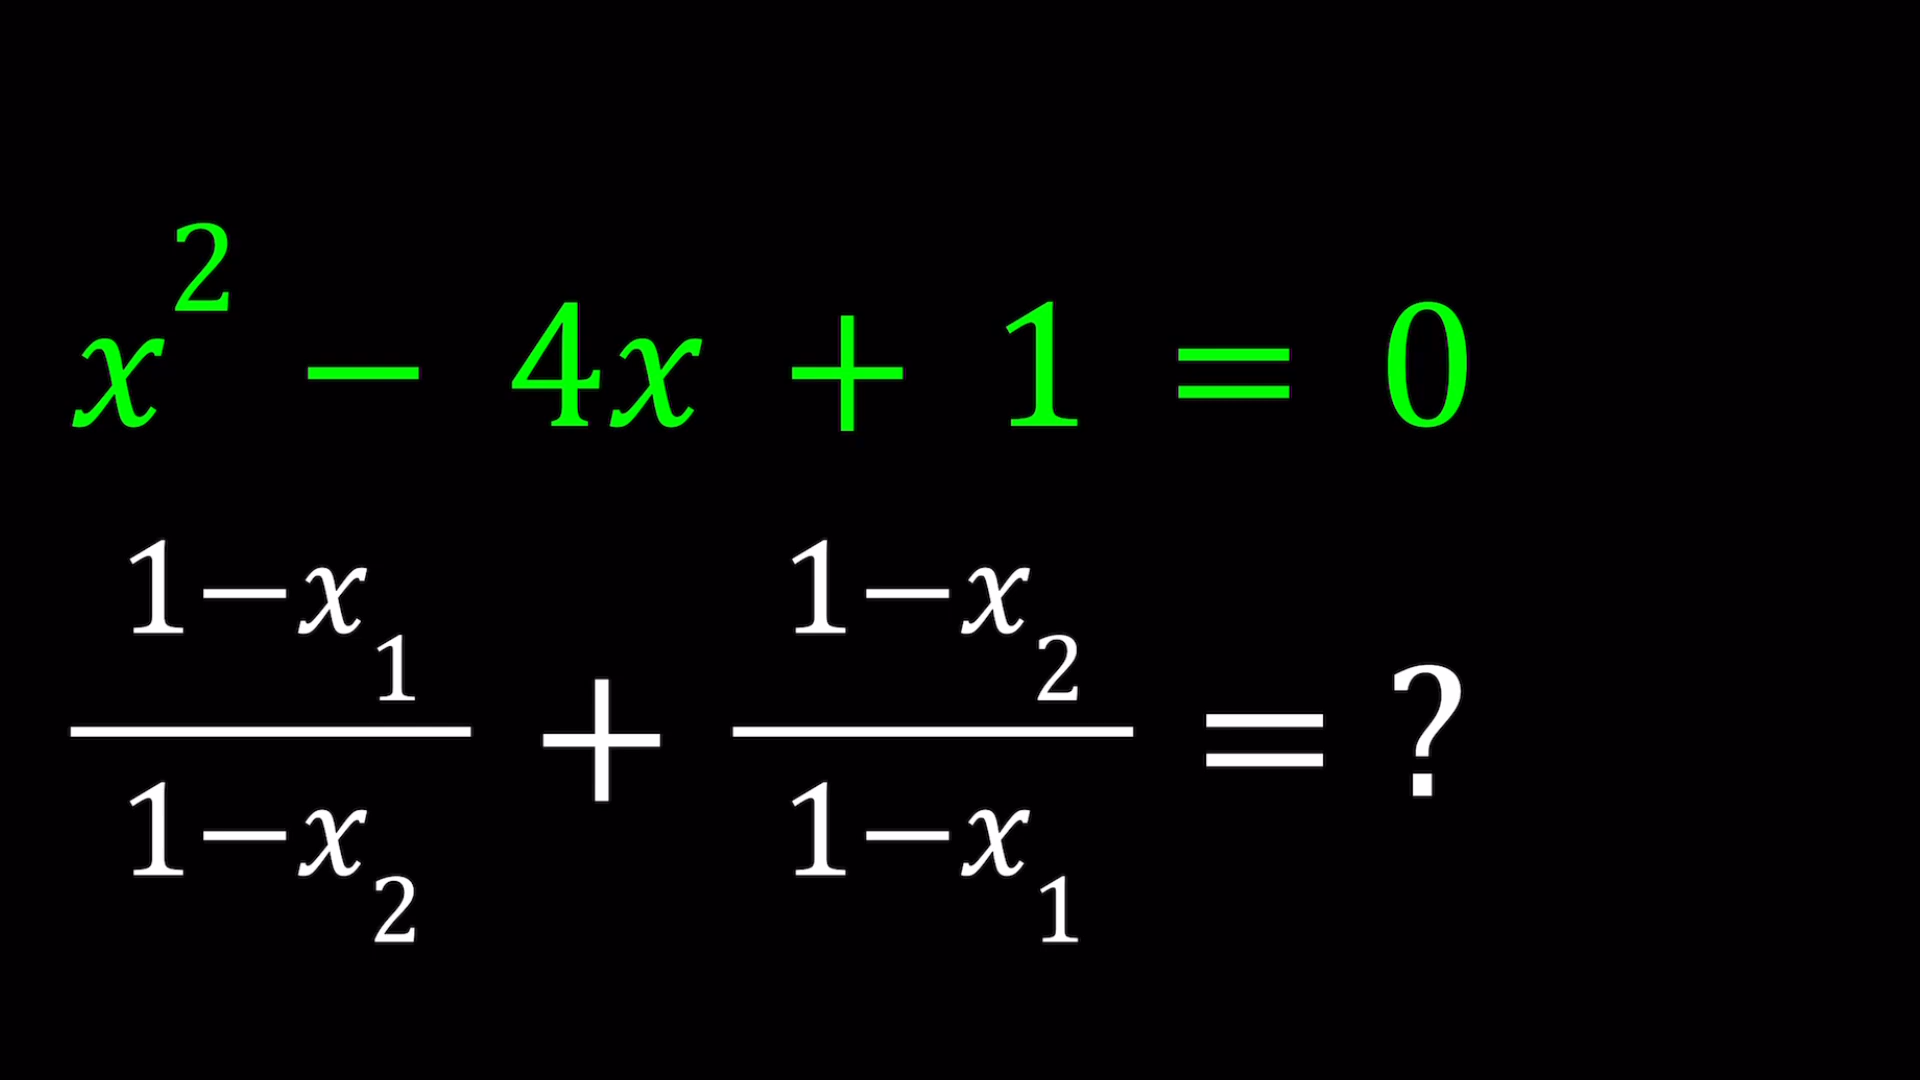 x² − 4x + 1 = 0
(1−x₁)/(1−x₂) + (1−x₂)/(1−x₁) = ?